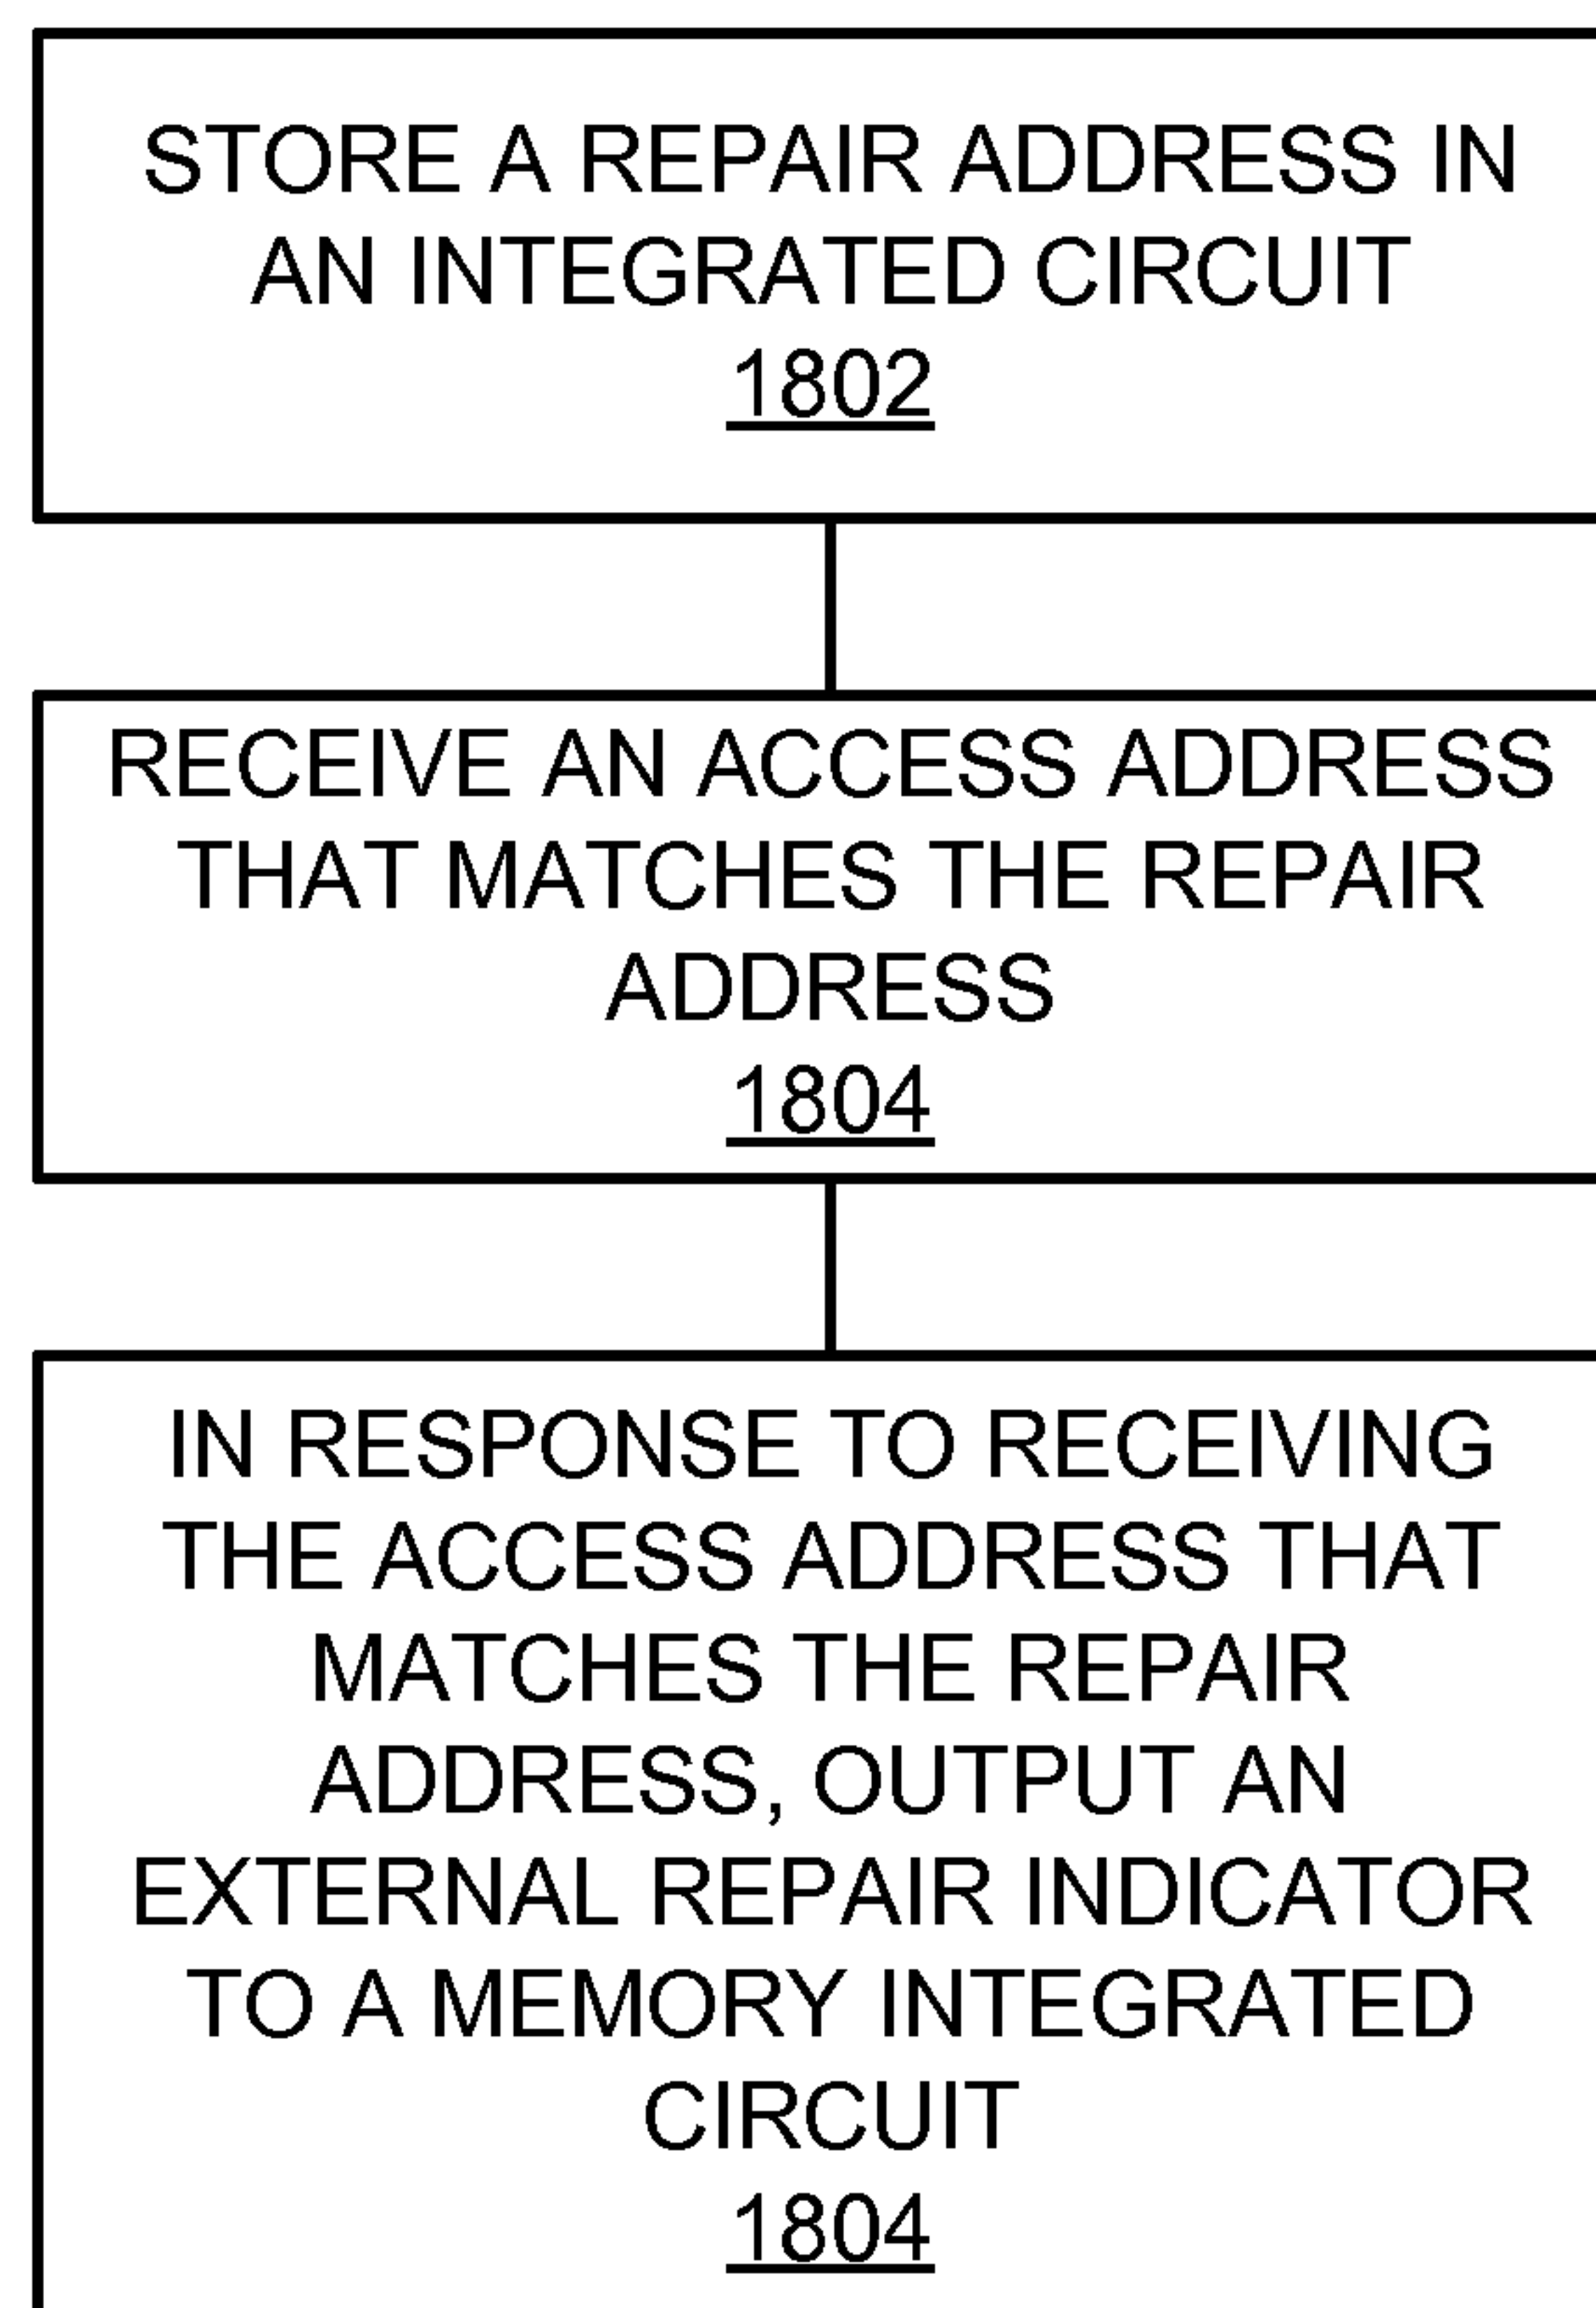 STORE A REPAIR ADDRESS IN
AN INTEGRATED CIRCUIT
1802
RECEIVE AN ACCESS ADDRESS
THAT MATCHES THE REPAIR
ADDRESS
1804
IN RESPONSE TO RECEIVING
THE ACCESS ADDRESS THAT
MATCHES THE REPAIR
ADDRESS, OUTPUT AN
EXTERNAL REPAIR INDICATOR
TO A MEMORY INTEGRATED
CIRCUIT
1804